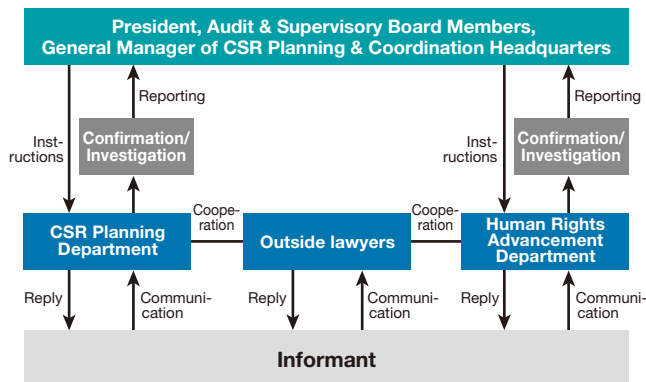 President, Audit & Supervisory Board Members,
General Manager of CSR Planning & Coordination Headquarters
Inst-
ructions
Reporting
Confirmation/
Investigation
Inst-
ructions
Reporting
Confirmation/
Investigation
CSR Planning
Department
Coope-
ration
Outside lawyers
Coope-
ration
Human Rights
Advancement
Department
Reply
Communi-
cation
Reply
Communi-
cation
Reply
Communi-
cation
Informant